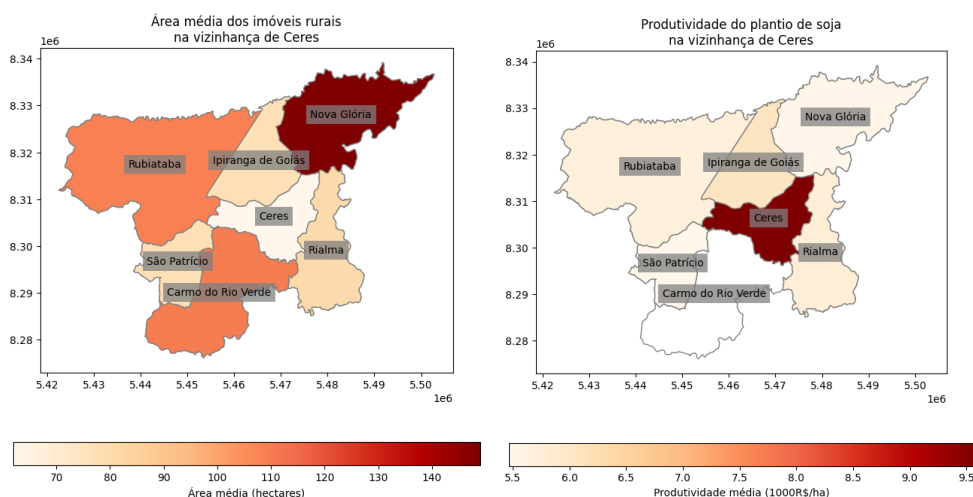 Área média dos imóveis rurais
na vizinhança de Ceres
1e6
8.34
8.33
8.32
8.31
8.30
8.29
8.28
Nova Glória
Ipiranga de Goiás
Rubiataba
Ceres
Rialma
São Patrício
Carmo do Rio Verde
5.42 5.43 5.44 5.45 5.46 5.47 5.48 5.49 5.50
1e6
70 80 90 100 110 120 130 140
Área média (hectares)
Produtividade do plantio de soja
na vizinhança de Ceres
1e6
8.34
8.33
8.32
8.31
8.30
8.29
8.28
Nova Glória
Ipiranga de Goiás
Rubiataba
Ceres
Rialma
São Patrício
Carmo do Rio Verde
5.42 5.43 5.44 5.45 5.46 5.47 5.48 5.49 5.50
1e6
5.5 6.0 6.5 7.0 7.5 8.0 8.5 9.0 9.5
Produtividade média (1000R$/ha)